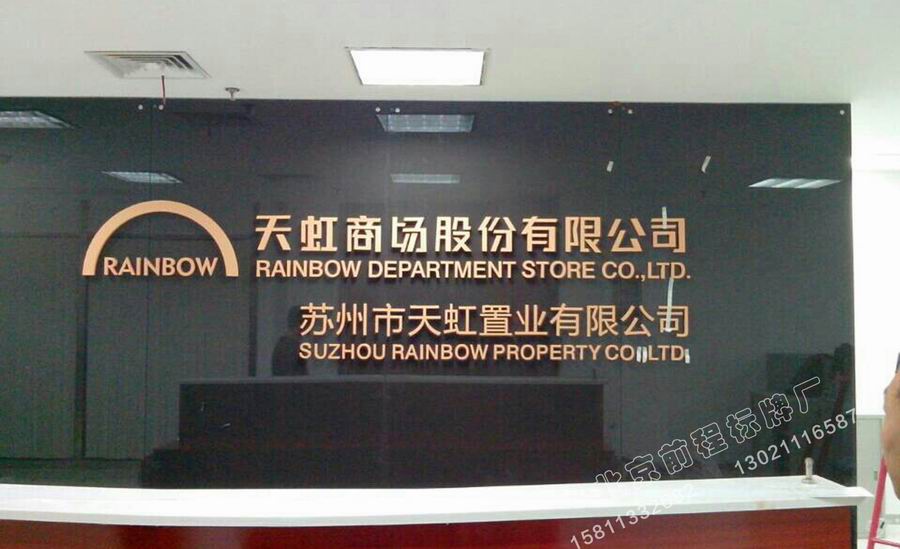 RAINBOW
天虹商场股份有限公司
RAINBOW DEPARTMENT STORE CO.,LTD.
苏州市天虹置业有限公司
SUZHOU RAINBOW PROPERTY CO.,LTD.
北京前程标牌厂
13021116587